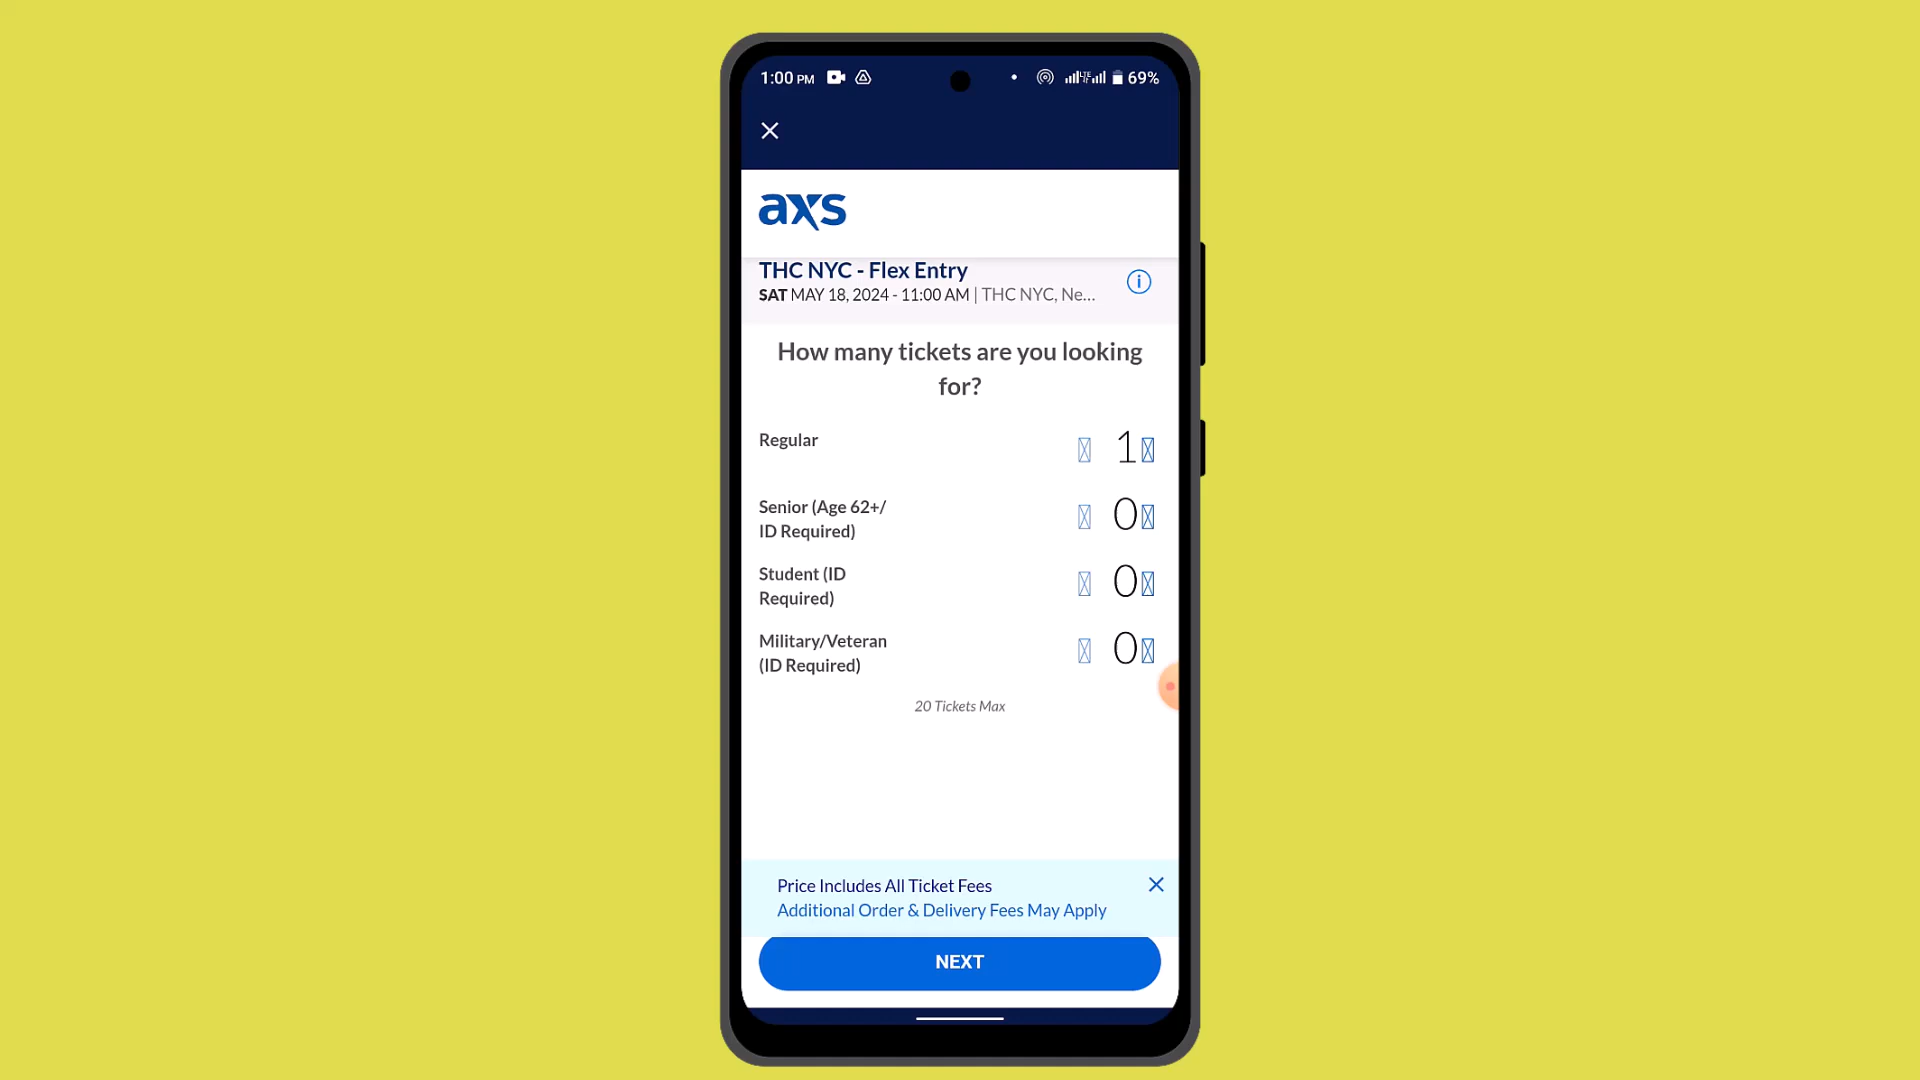 1:00 PM
69%
axs
THC NYC - Flex Entry
SAT MAY 18, 2024 - 11:00 AM | THC NYC, Ne...
How many tickets are you looking
for?
Regular
1
Senior (Age 62+/
ID Required)
0
Student (ID
Required)
0
Military/Veteran
(ID Required)
0
20 Tickets Max
Price Includes All Ticket Fees
Additional Order & Delivery Fees May Apply
NEXT